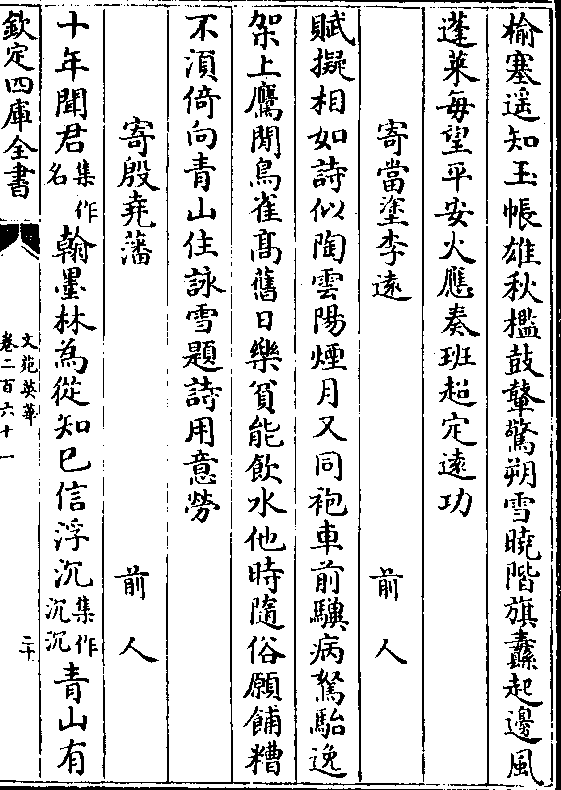 榆塞遥知玉帳雄秋檻鼓鼙驚朔雪曉階旗纛起邊風
蓬萊每望平安火應奏班超定遠功
寄當塗李遠 前人
賦擬相如詩似陶雲陽煙月又同袍車前驥病駑駘逸
架上鷹閒鳥雀髙舊日樂貧能飲水他時隨俗願餔糟
不湏倚向青山住詠雪題詩用意勞
寄殷堯藩 前人
十年聞君集作名翰墨林為從知已信浮沉集作沉沉青山有
欽定四庫全書 文苑英華 卷二百六十一 二十